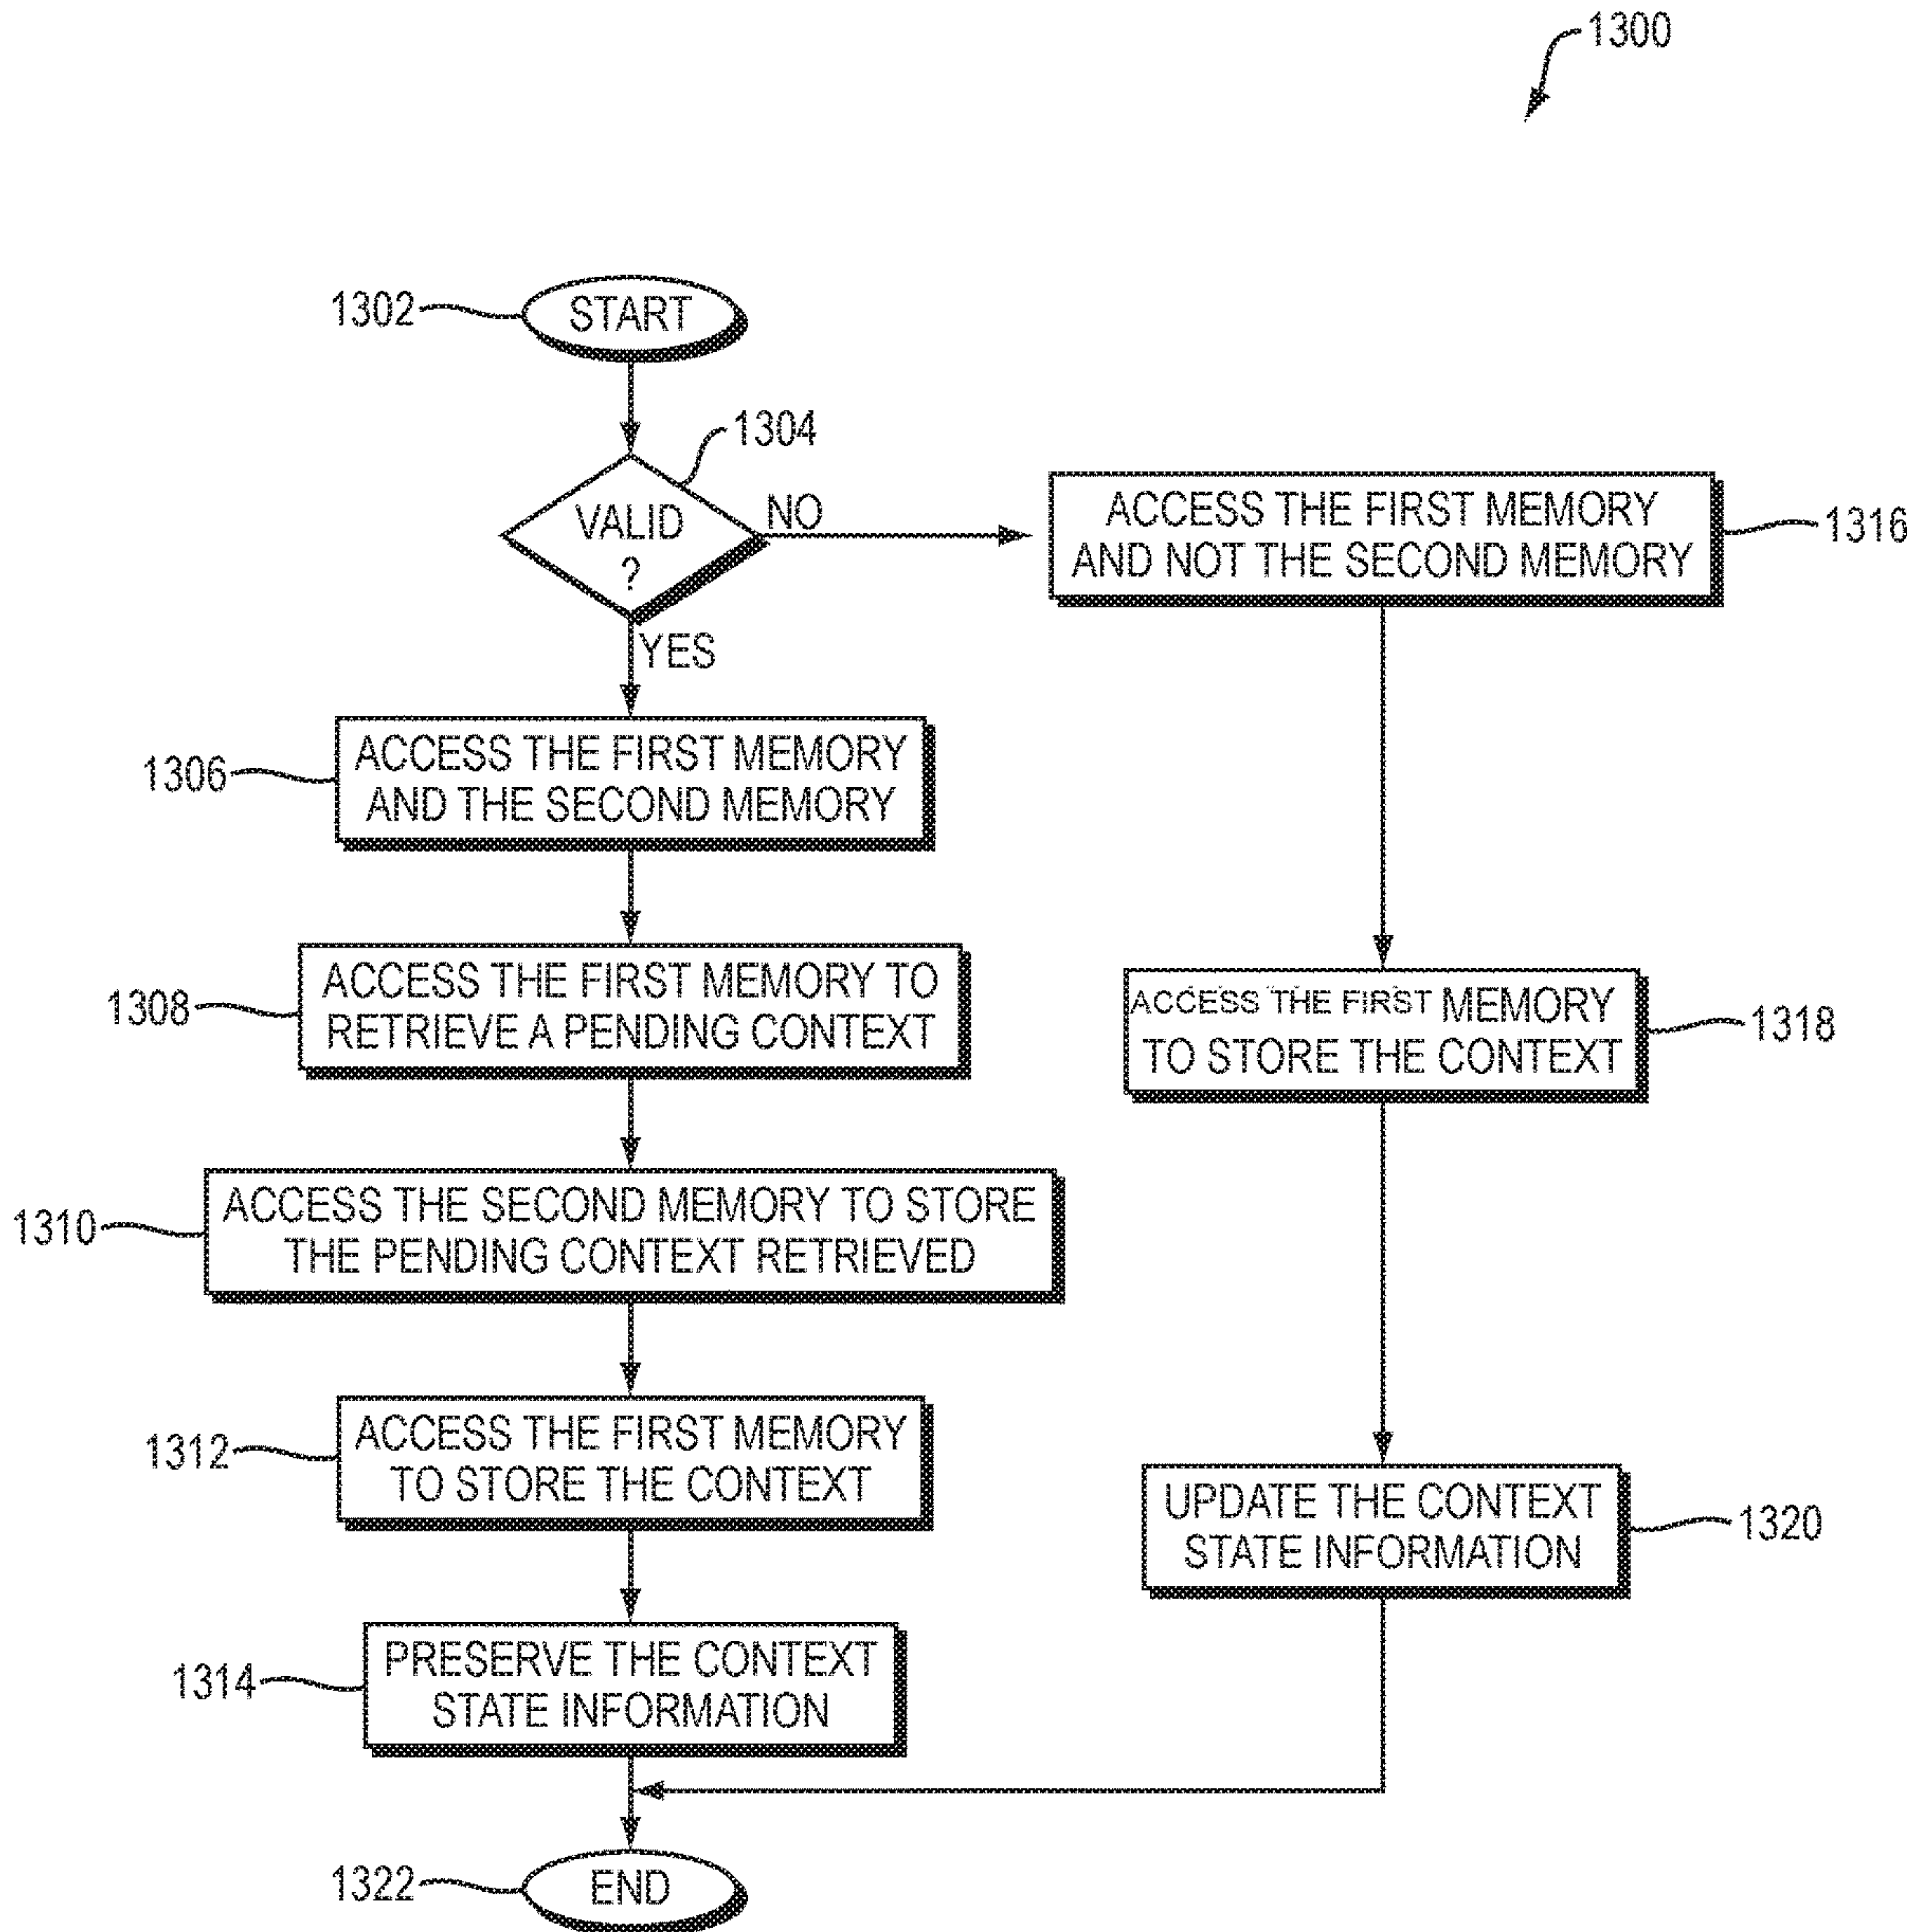 1300
1302
START
1304
VALID
?
NO
YES
ACCESS THE FIRST MEMORY
AND NOT THE SECOND MEMORY
1316
1306
ACCESS THE FIRST MEMORY
AND THE SECOND MEMORY
1308
ACCESS THE FIRST MEMORY TO
RETRIEVE A PENDING CONTEXT
ACCESS THE FIRST MEMORY
TO STORE THE CONTEXT
1318
1310
ACCESS THE SECOND MEMORY TO STORE
THE PENDING CONTEXT RETRIEVED
1312
ACCESS THE FIRST MEMORY
TO STORE THE CONTEXT
UPDATE THE CONTEXT
STATE INFORMATION
1320
1314
PRESERVE THE CONTEXT
STATE INFORMATION
1322
END